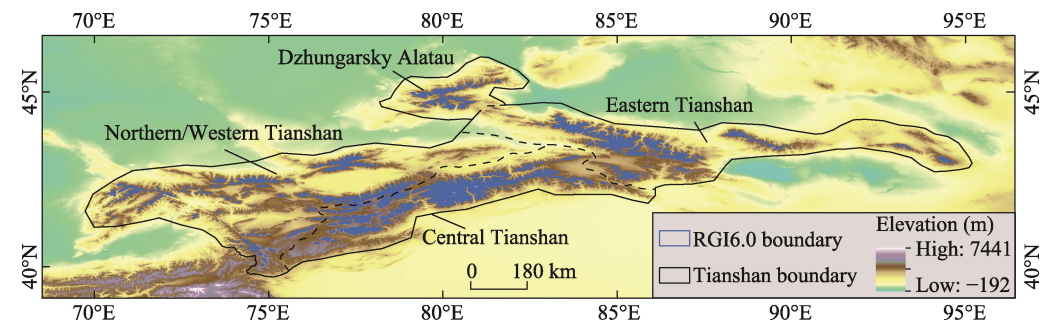 70°E 75°E 80°E 85°E 90°E 95°E
Dzhungarsky Alatau
45°N
45°N
Eastern Tianshan
Northern/Western Tianshan
Central Tianshan
Elevation (m)
RGI6.0 boundary
High: 7441
Tianshan boundary
Low: −192
0 180 km
40°N
40°N
70°E 75°E 80°E 85°E 90°E 95°E